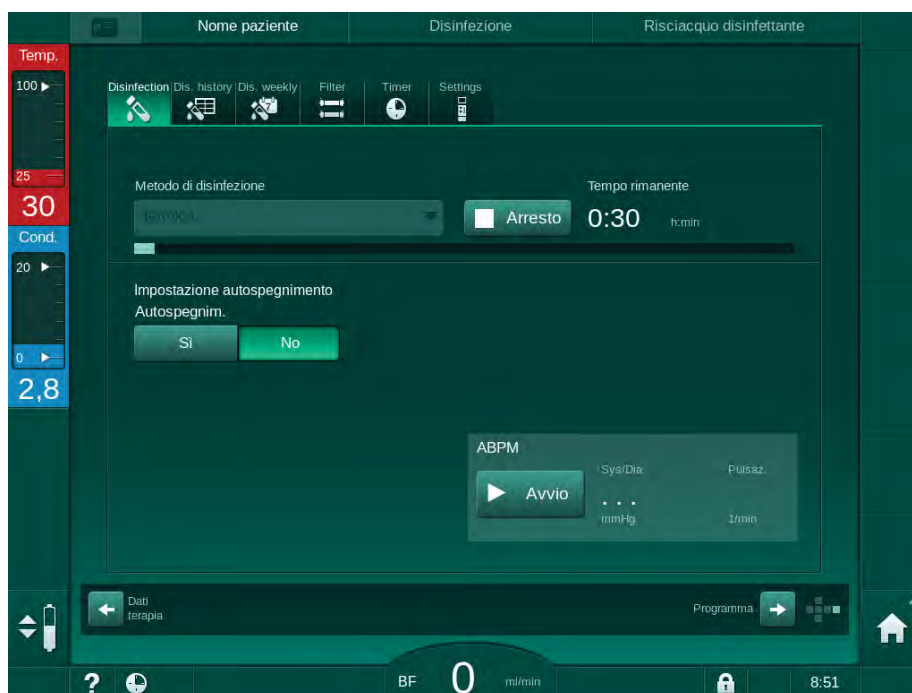 Nome paziente
Disinfezione
Risciacquo disinfettante
Temp.
100
25
30
Cond.
20
0
2,8
Disinfection
Dis. history
Dis. weekly
Filter
Timer
Settings
7
Metodo di disinfezione
Termica
Arresto
Tempo rimanente
0:30 h:min
Impostazione autospegnimento
Autospegnim.
Sì
No
ABPM
Avvio
Sys/Dia
Pulsaz.
. . .
mmHg
1/min
Dati
terapia
Programma
?
BF 0 ml/min
8:51